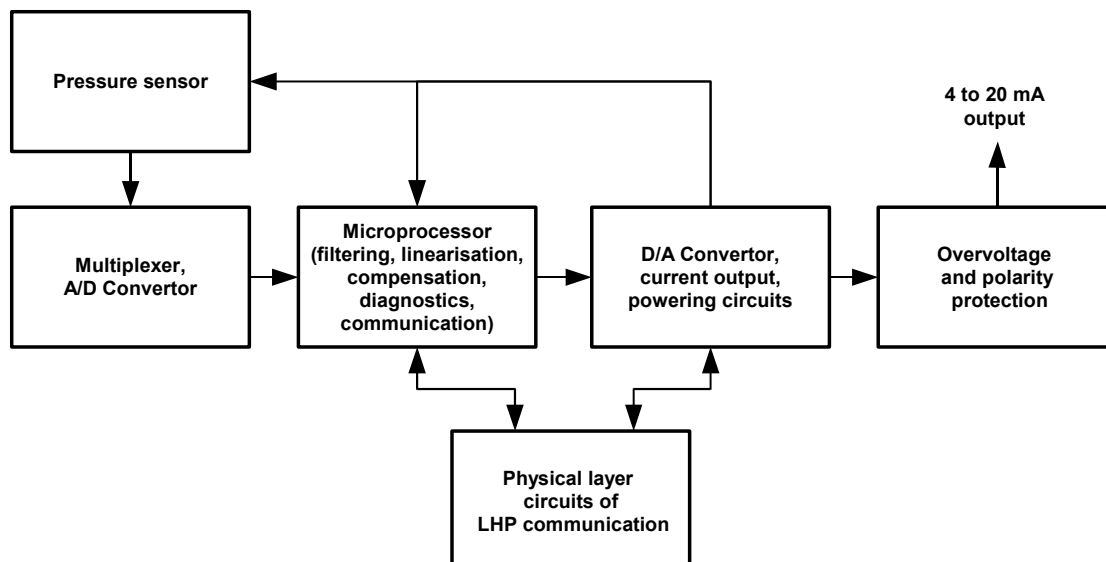 Pressure sensor
4 to 20 mA
output
Multiplexer,
A/D Convertor
Microprocessor
(filtering, linearisation,
compensation,
diagnostics,
communication)
D/A Convertor,
current output,
powering circuits
Overvoltage
and polarity
protection
Physical layer
circuits of
LHP communication